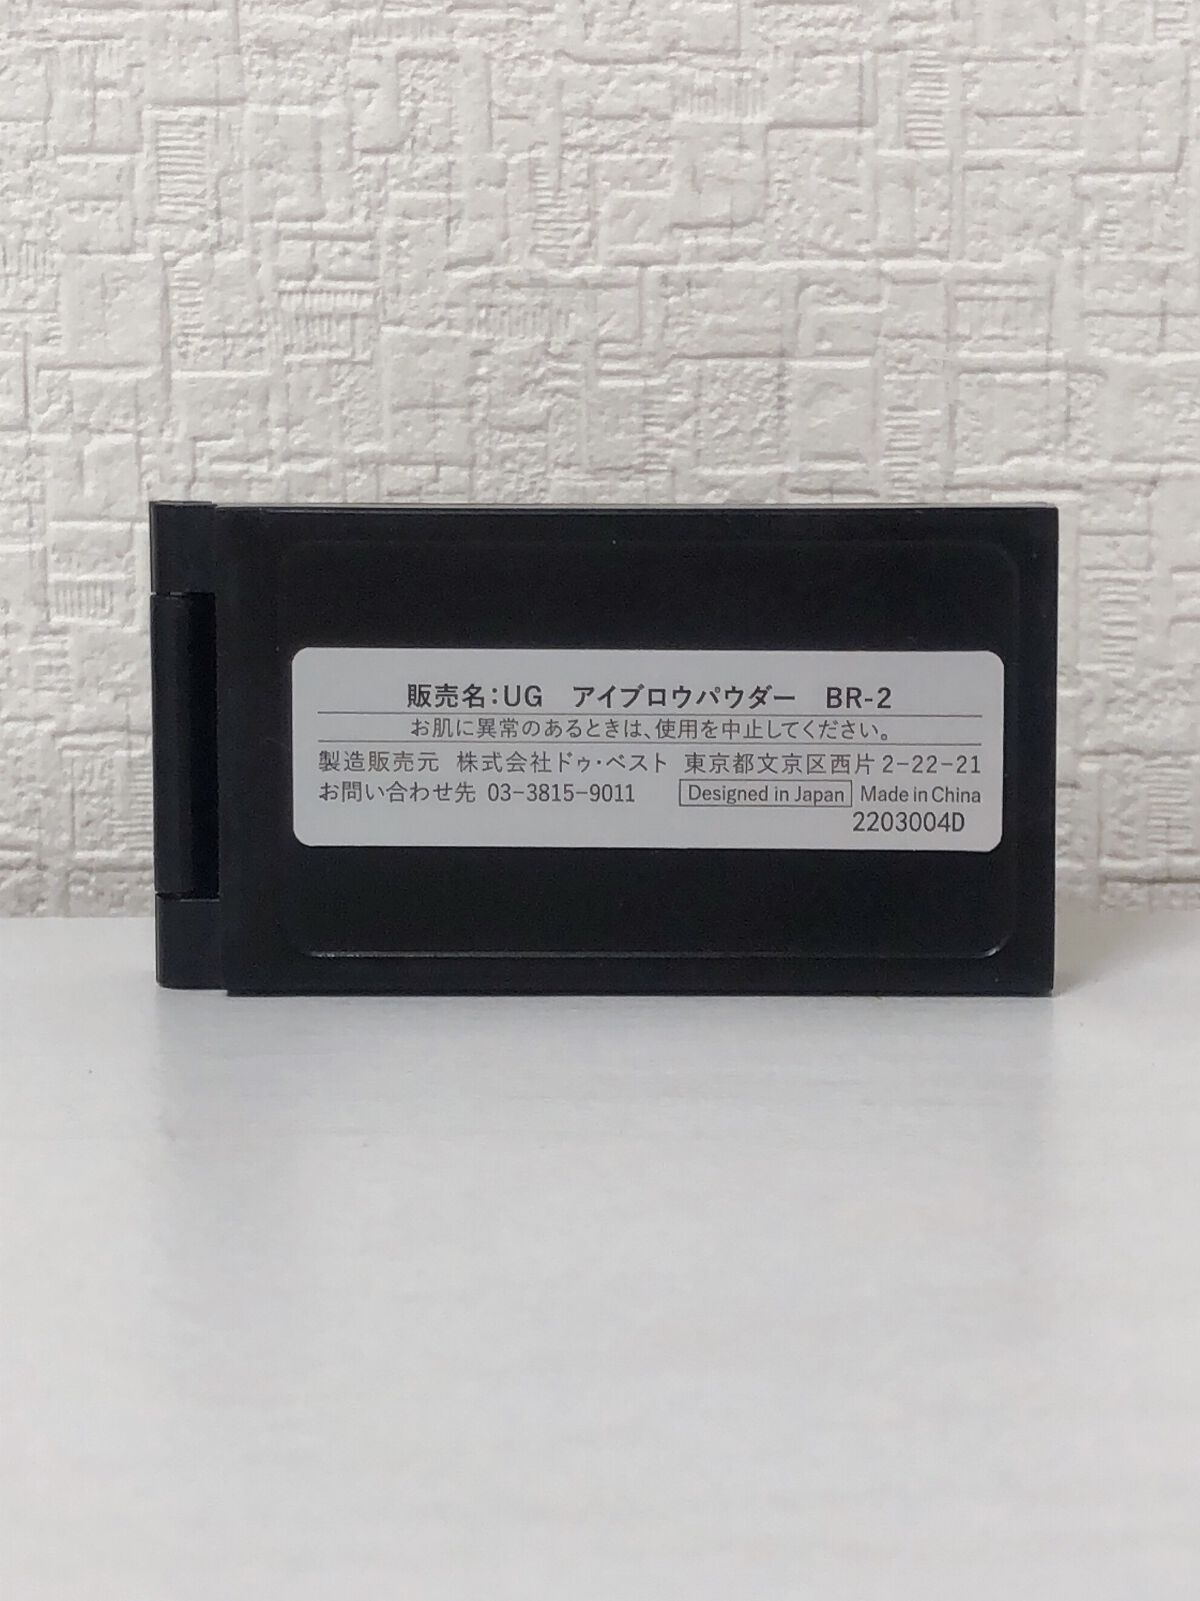 販売名：UG　アイブロウパウダー　BR-2
お肌に異常のあるときは、使用を中止してください。
製造販売元　株式会社ドゥ・ベスト　東京都文京区西片2-22-21
お問い合わせ先 03-3815-9011　Designed in Japan　Made in China
2203004D